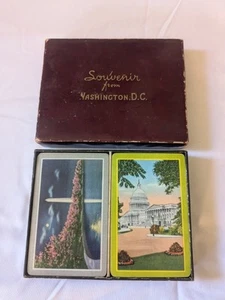 Souvenir
from
WASHINGTON, D.C.